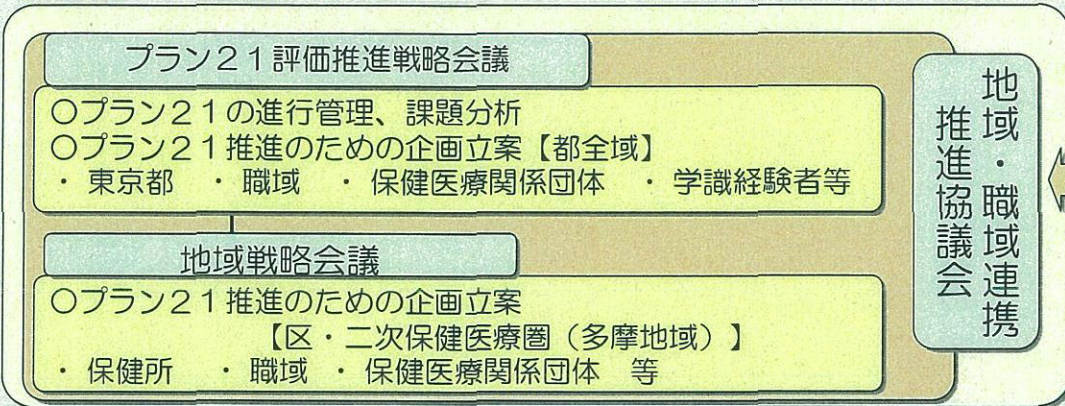 プラン２１評価推進戦略会議
○プラン２１の進行管理、課題分析
○プラン２１推進のための企画立案【都全域】
・ 東京都　・ 職域　・ 保健医療関係団体　・ 学識経験者等
地域戦略会議
○プラン２１推進のための企画立案
【区・二次保健医療圏（多摩地域）】
・ 保健所　・ 職域　・ 保健医療関係団体　等
地域・職域連携
推進協議会